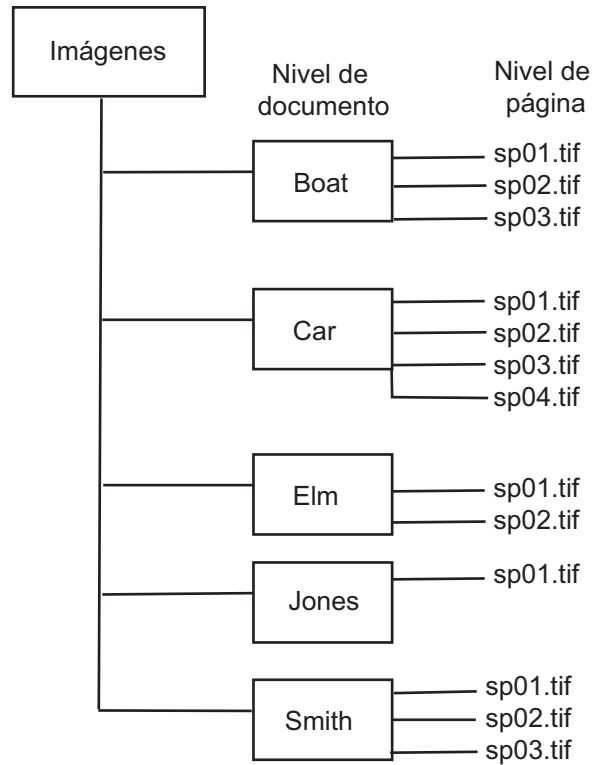 Imágenes
Nivel de
documento
Nivel de
página
Boat
sp01.tif
sp02.tif
sp03.tif
Car
sp01.tif
sp02.tif
sp03.tif
sp04.tif
Elm
sp01.tif
sp02.tif
Jones
sp01.tif
Smith
sp01.tif
sp02.tif
sp03.tif